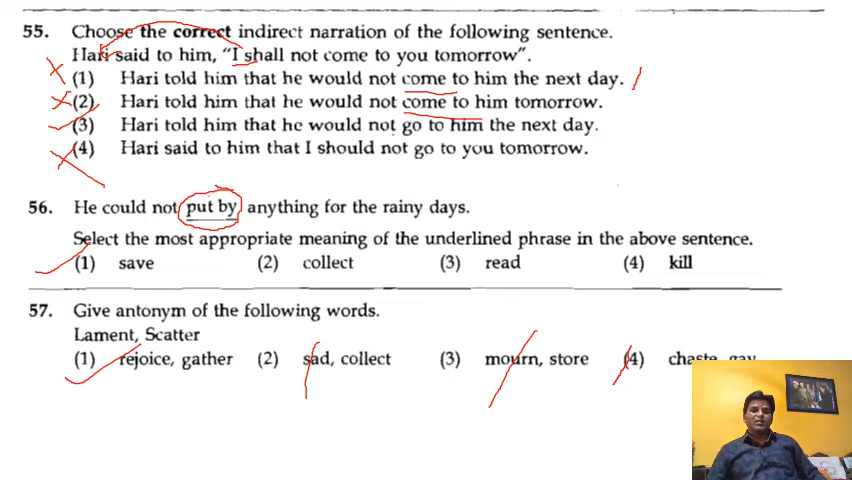 55. Choose the correct indirect narration of the following sentence.
Hari said to him, “I shall not come to you tomorrow”.
(1) Hari told him that he would not come to him the next day.
(2) Hari told him that he would not come to him tomorrow.
(3) Hari told him that he would not go to him the next day.
(4) Hari said to him that I should not go to you tomorrow.
56. He could not put by anything for the rainy days.
Select the most appropriate meaning of the underlined phrase in the above sentence.
(1) save (2) collect (3) read (4) kill
57. Give antonym of the following words.
Lament, Scatter
(1) rejoice, gather (2) sad, collect (3) mourn, store (4) chaste, gay